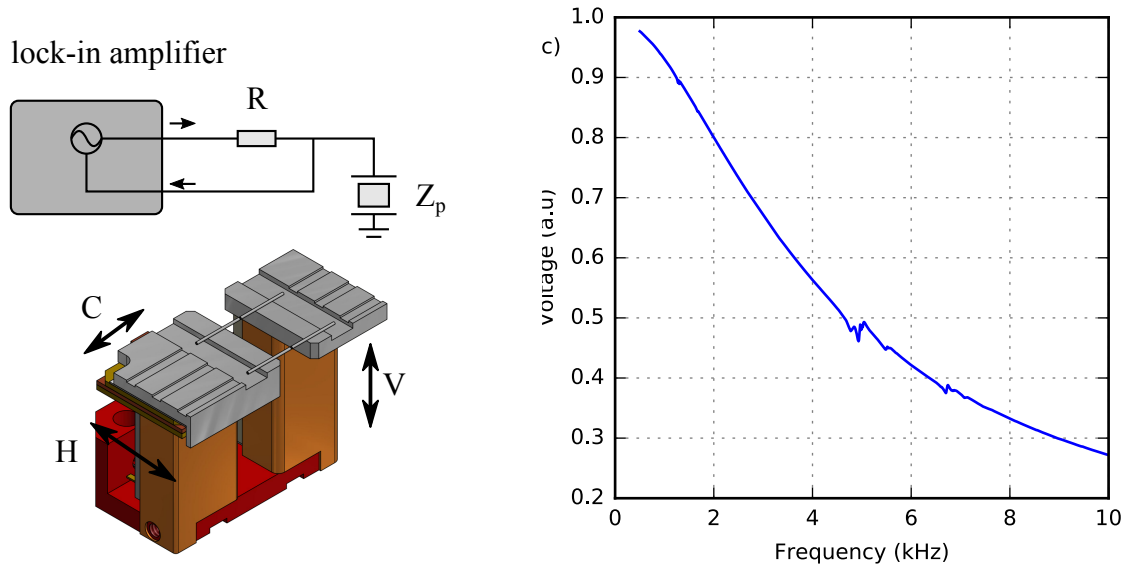 lock-in amplifier
R
Zp
C
V
H
c)
1.0
0.9
0.8
0.7
0.6
0.5
0.4
0.3
0.2
Voltage (a.u)
0 2 4 6 8 10
Frequency (kHz)